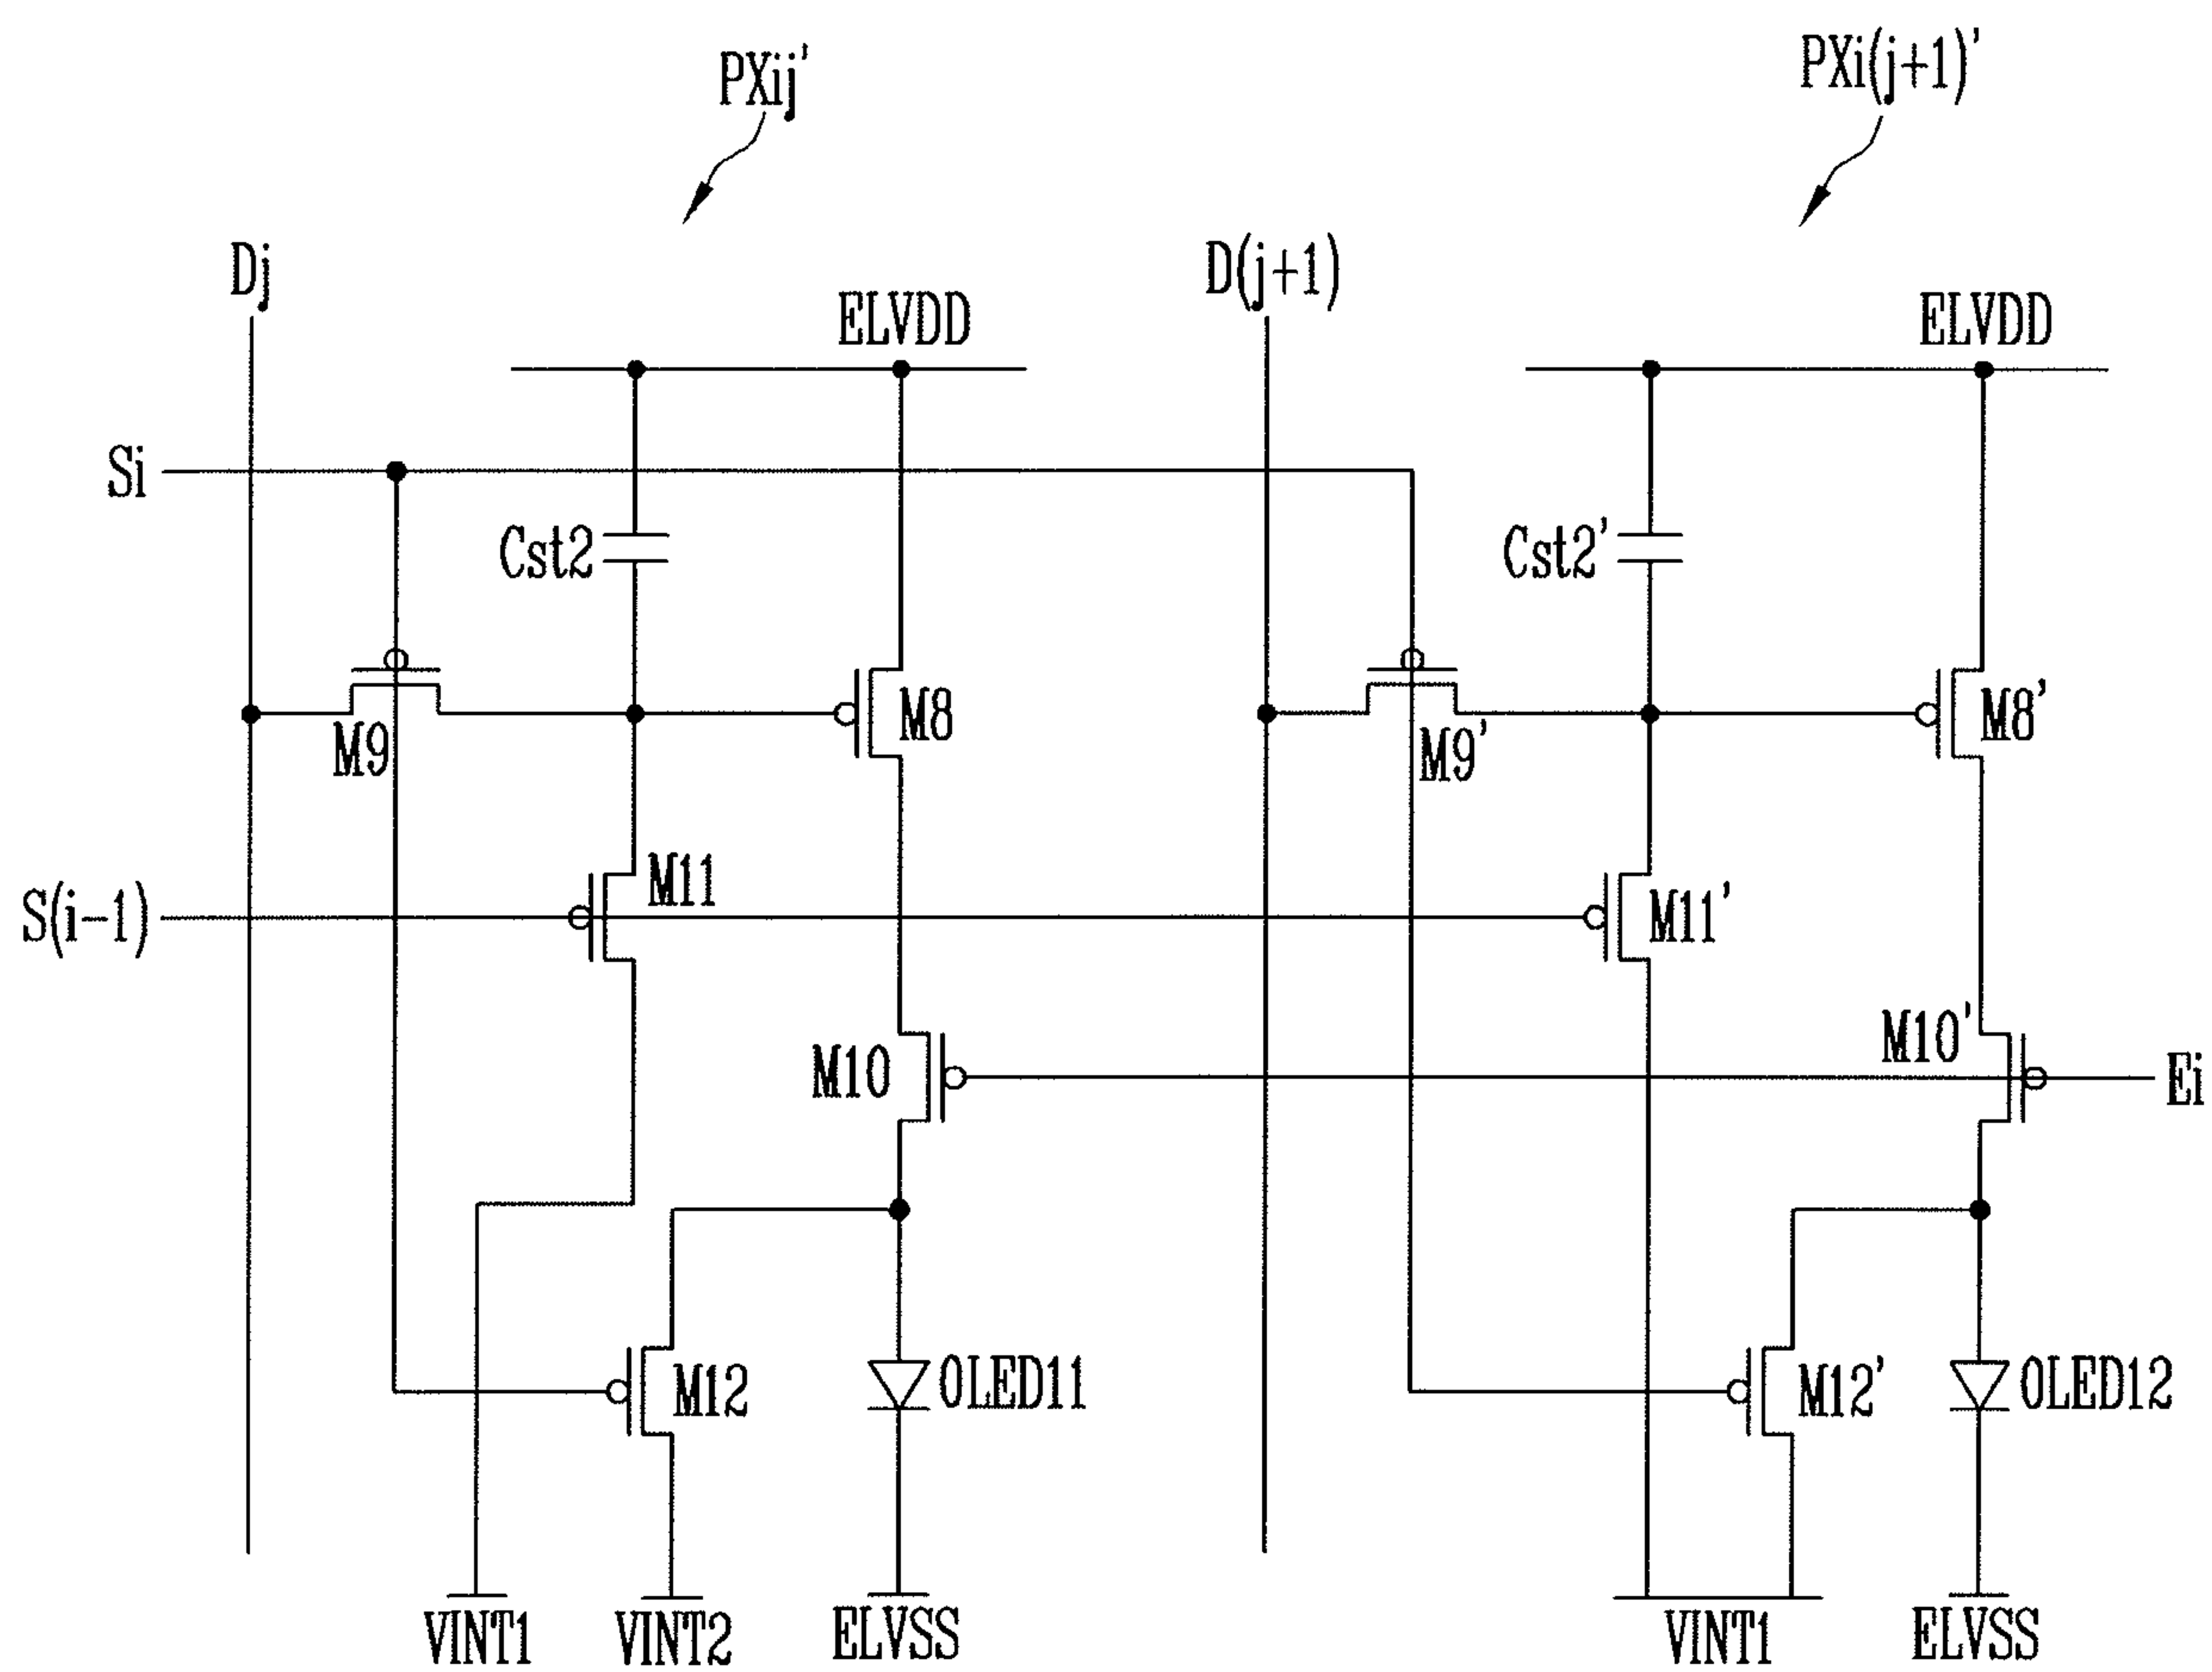 PXij'
PXi(j+1)'
Dj
D(j+1)
ELVDD
ELVDD
Si
Cst2
Cst2'
M8
M8'
M9
M9'
M11
M11'
S(i-1)
M10
M10'
Ei
M12
OLED11
M12'
OLED12
VINT1
VINT2
ELVSS
VINT1
ELVSS